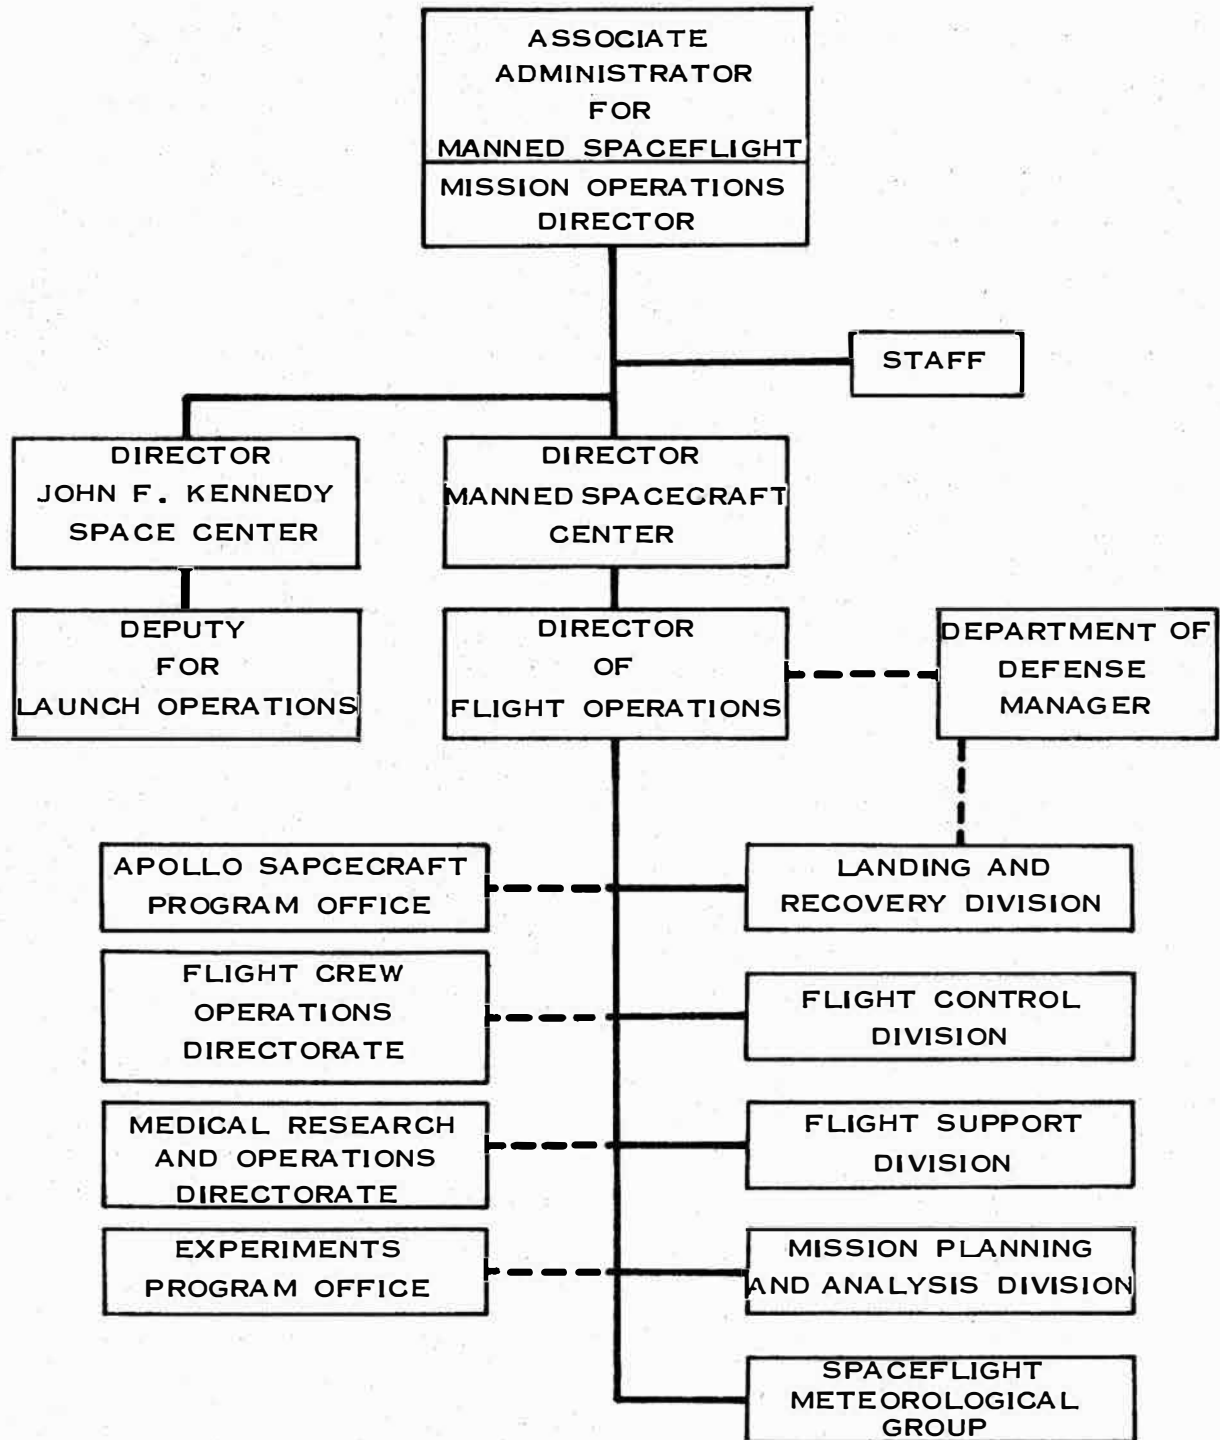 ASSOCIATE
ADMINISTRATOR
FOR
MANNED SPACEFLIGHT
MISSION OPERATIONS
DIRECTOR
STAFF
DIRECTOR
JOHN F. KENNEDY
SPACE CENTER
DIRECTOR
MANNED SPACECRAFT
CENTER
DEPUTY
FOR
LAUNCH OPERATIONS
DIRECTOR
OF
FLIGHT OPERATIONS
DEPARTMENT OF
DEFENSE
MANAGER
APOLLO SAPCECRAFT
PROGRAM OFFICE
LANDING AND
RECOVERY DIVISION
FLIGHT CREW
OPERATIONS
DIRECTORATE
FLIGHT CONTROL
DIVISION
MEDICAL RESEARCH
AND OPERATIONS
DIRECTORATE
FLIGHT SUPPORT
DIVISION
EXPERIMENTS
PROGRAM OFFICE
MISSION PLANNING
AND ANALYSIS DIVISION
SPACEFLIGHT
METEOROLOGICAL
GROUP